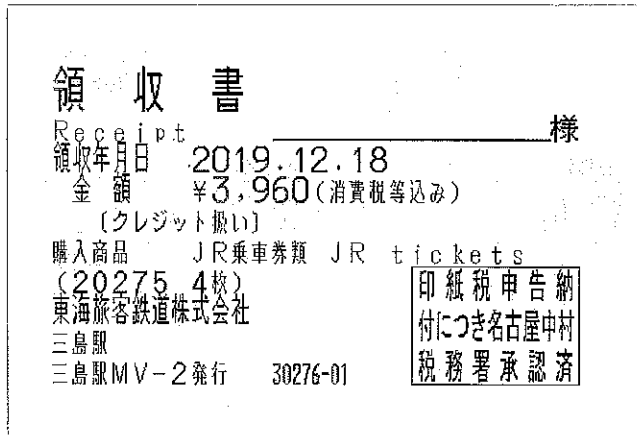 領収書
Receipt 様
領収年月日 2019.12.18
金額 ¥3,960(消費税等込み)
〔クレジット扱い〕
購入商品 JR乗車券類 JR tickets
(20275 4枚)
東海旅客鉄道株式会社
三島駅
三島駅MV-2発行 30276-01
印紙税申告納
付につき名古屋中村
税務署承認済